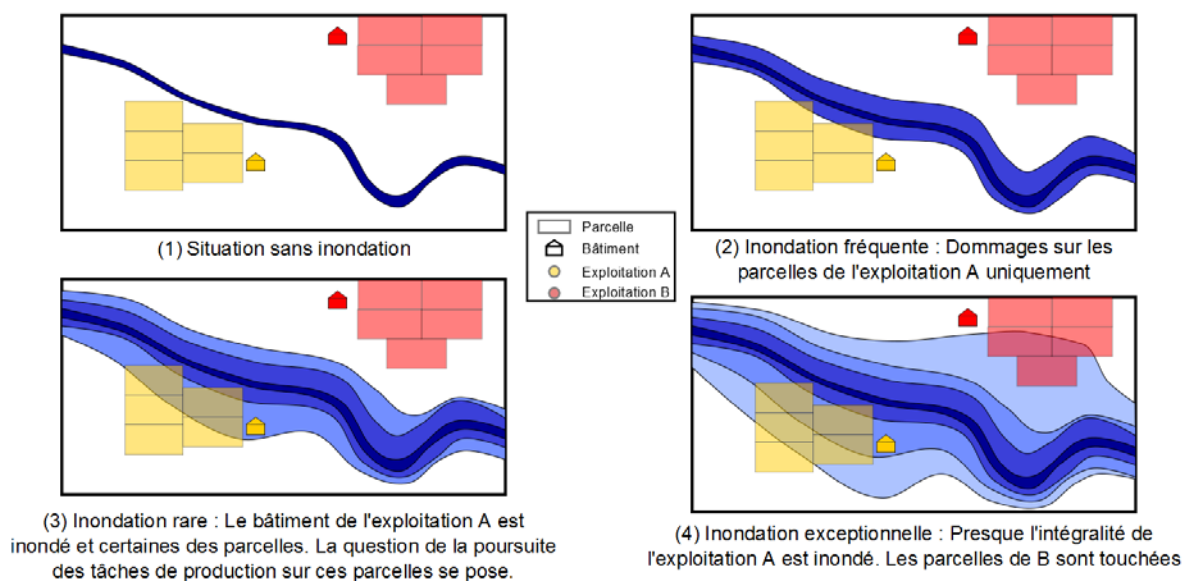 (1) Situation sans inondation
(2) Inondation fréquente : Dommages sur les
parcelles de l'exploitation A uniquement
Parcelle
Bâtiment
Exploitation A
Exploitation B
(3) Inondation rare : Le bâtiment de l'exploitation A est
inondé et certaines des parcelles. La question de la poursuite
des tâches de production sur ces parcelles se pose.
(4) Inondation exceptionnelle : Presque l'intégralité de
l'exploitation A est inondé. Les parcelles de B sont touchées